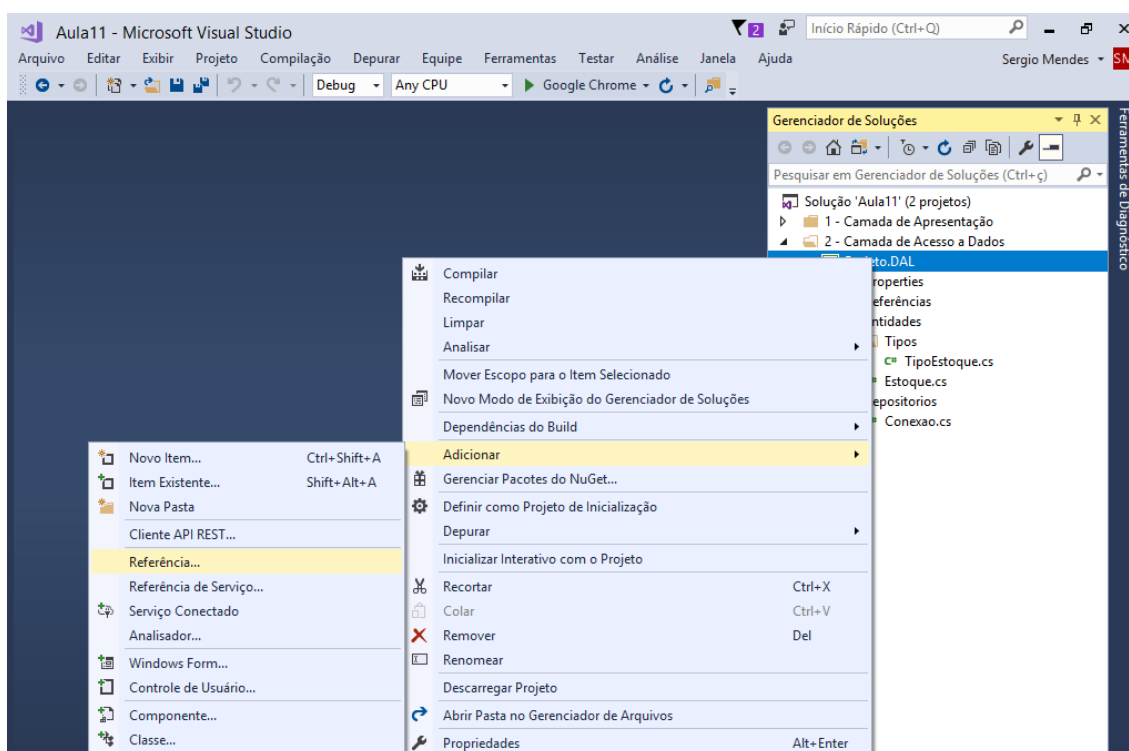 Aula11 - Microsoft Visual Studio
2
Início Rápido (Ctrl+Q)
Arquivo Editar Exibir Projeto Compilação Depurar Equipe Ferramentas Testar Análise Janela Ajuda
Sergio Mendes
Debug
Any CPU
Google Chrome
Gerenciador de Soluções
Pesquisar em Gerenciador de Soluções (Ctrl+ç)
Solução 'Aula11' (2 projetos)
1 - Camada de Apresentação
2 - Camada de Acesso a Dados
to.DAL
roperties
eferências
ntidades
Tipos
C# TipoEstoque.cs
Estoque.cs
epositorios
Conexao.cs
Ferramentas de Diagnóstico
Compilar
Recompilar
Limpar
Analisar
Mover Escopo para o Item Selecionado
Novo Modo de Exibição do Gerenciador de Soluções
Dependências do Build
Adicionar
Gerenciar Pacotes do NuGet...
Definir como Projeto de Inicialização
Depurar
Inicializar Interativo com o Projeto
Recortar Ctrl+X
Colar Ctrl+V
Remover Del
Renomear
Descarregar Projeto
Abrir Pasta no Gerenciador de Arquivos
Propriedades Alt+Enter
Novo Item... Ctrl+Shift+A
Item Existente... Shift+Alt+A
Nova Pasta
Cliente API REST...
Referência...
Referência de Serviço...
Serviço Conectado
Analisador...
Windows Form...
Controle de Usuário...
Componente...
Classe...